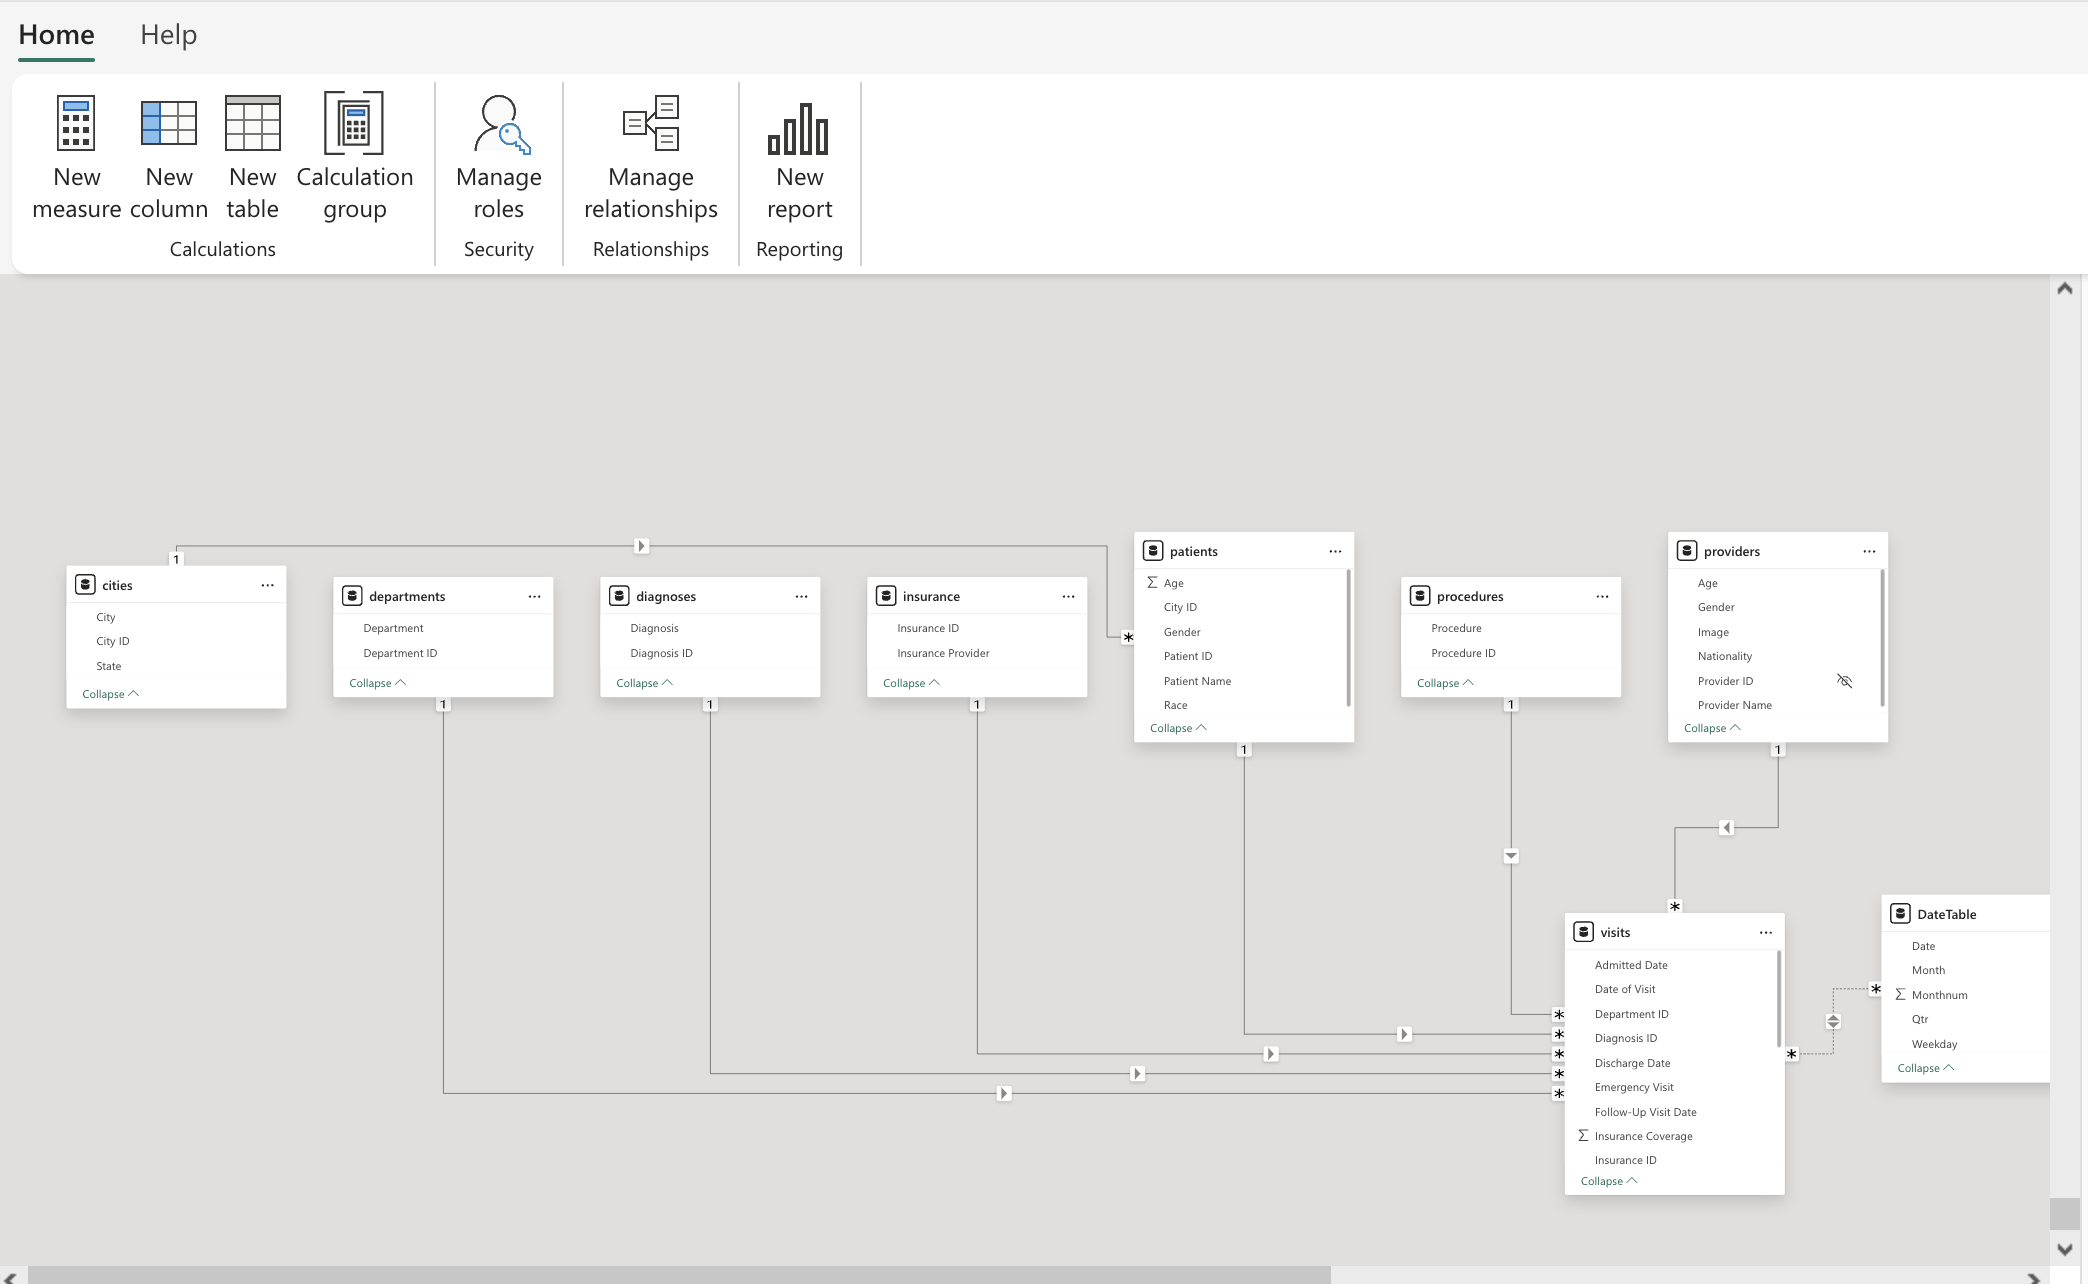 Home Help
New measure
New column
New table
Calculation group
Calculations
Manage roles
Security
Manage relationships
Relationships
New report
Reporting
1
cities
City
City ID
State
Collapse
departments
Department
Department ID
Collapse
1
diagnoses
Diagnosis
Diagnosis ID
Collapse
1
insurance
Insurance ID
Insurance Provider
Collapse
1
patients
Age
City ID
Gender
Patient ID
Patient Name
Race
Collapse
1
procedures
Procedure
Procedure ID
Collapse
1
providers
Age
Gender
Image
Nationality
Provider ID
Provider Name
Collapse
1
visits
Admitted Date
Date of Visit
Department ID
Diagnosis ID
Discharge Date
Emergency Visit
Follow-Up Visit Date
Insurance Coverage
Insurance ID
Collapse
DateTable
Date
Month
Monthnum
Qtr
Weekday
Collapse